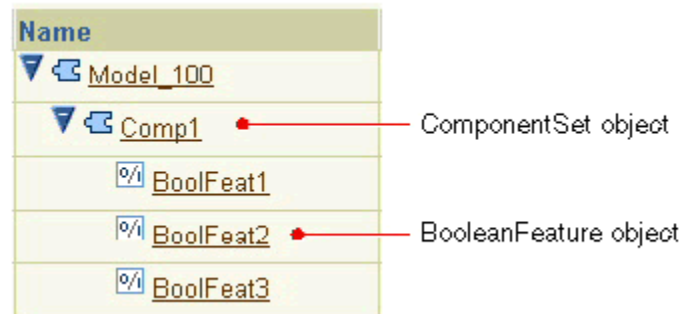 Name
Model_100
Comp1 ComponentSet object
BoolFeat1
BoolFeat2 BooleanFeature object
BoolFeat3